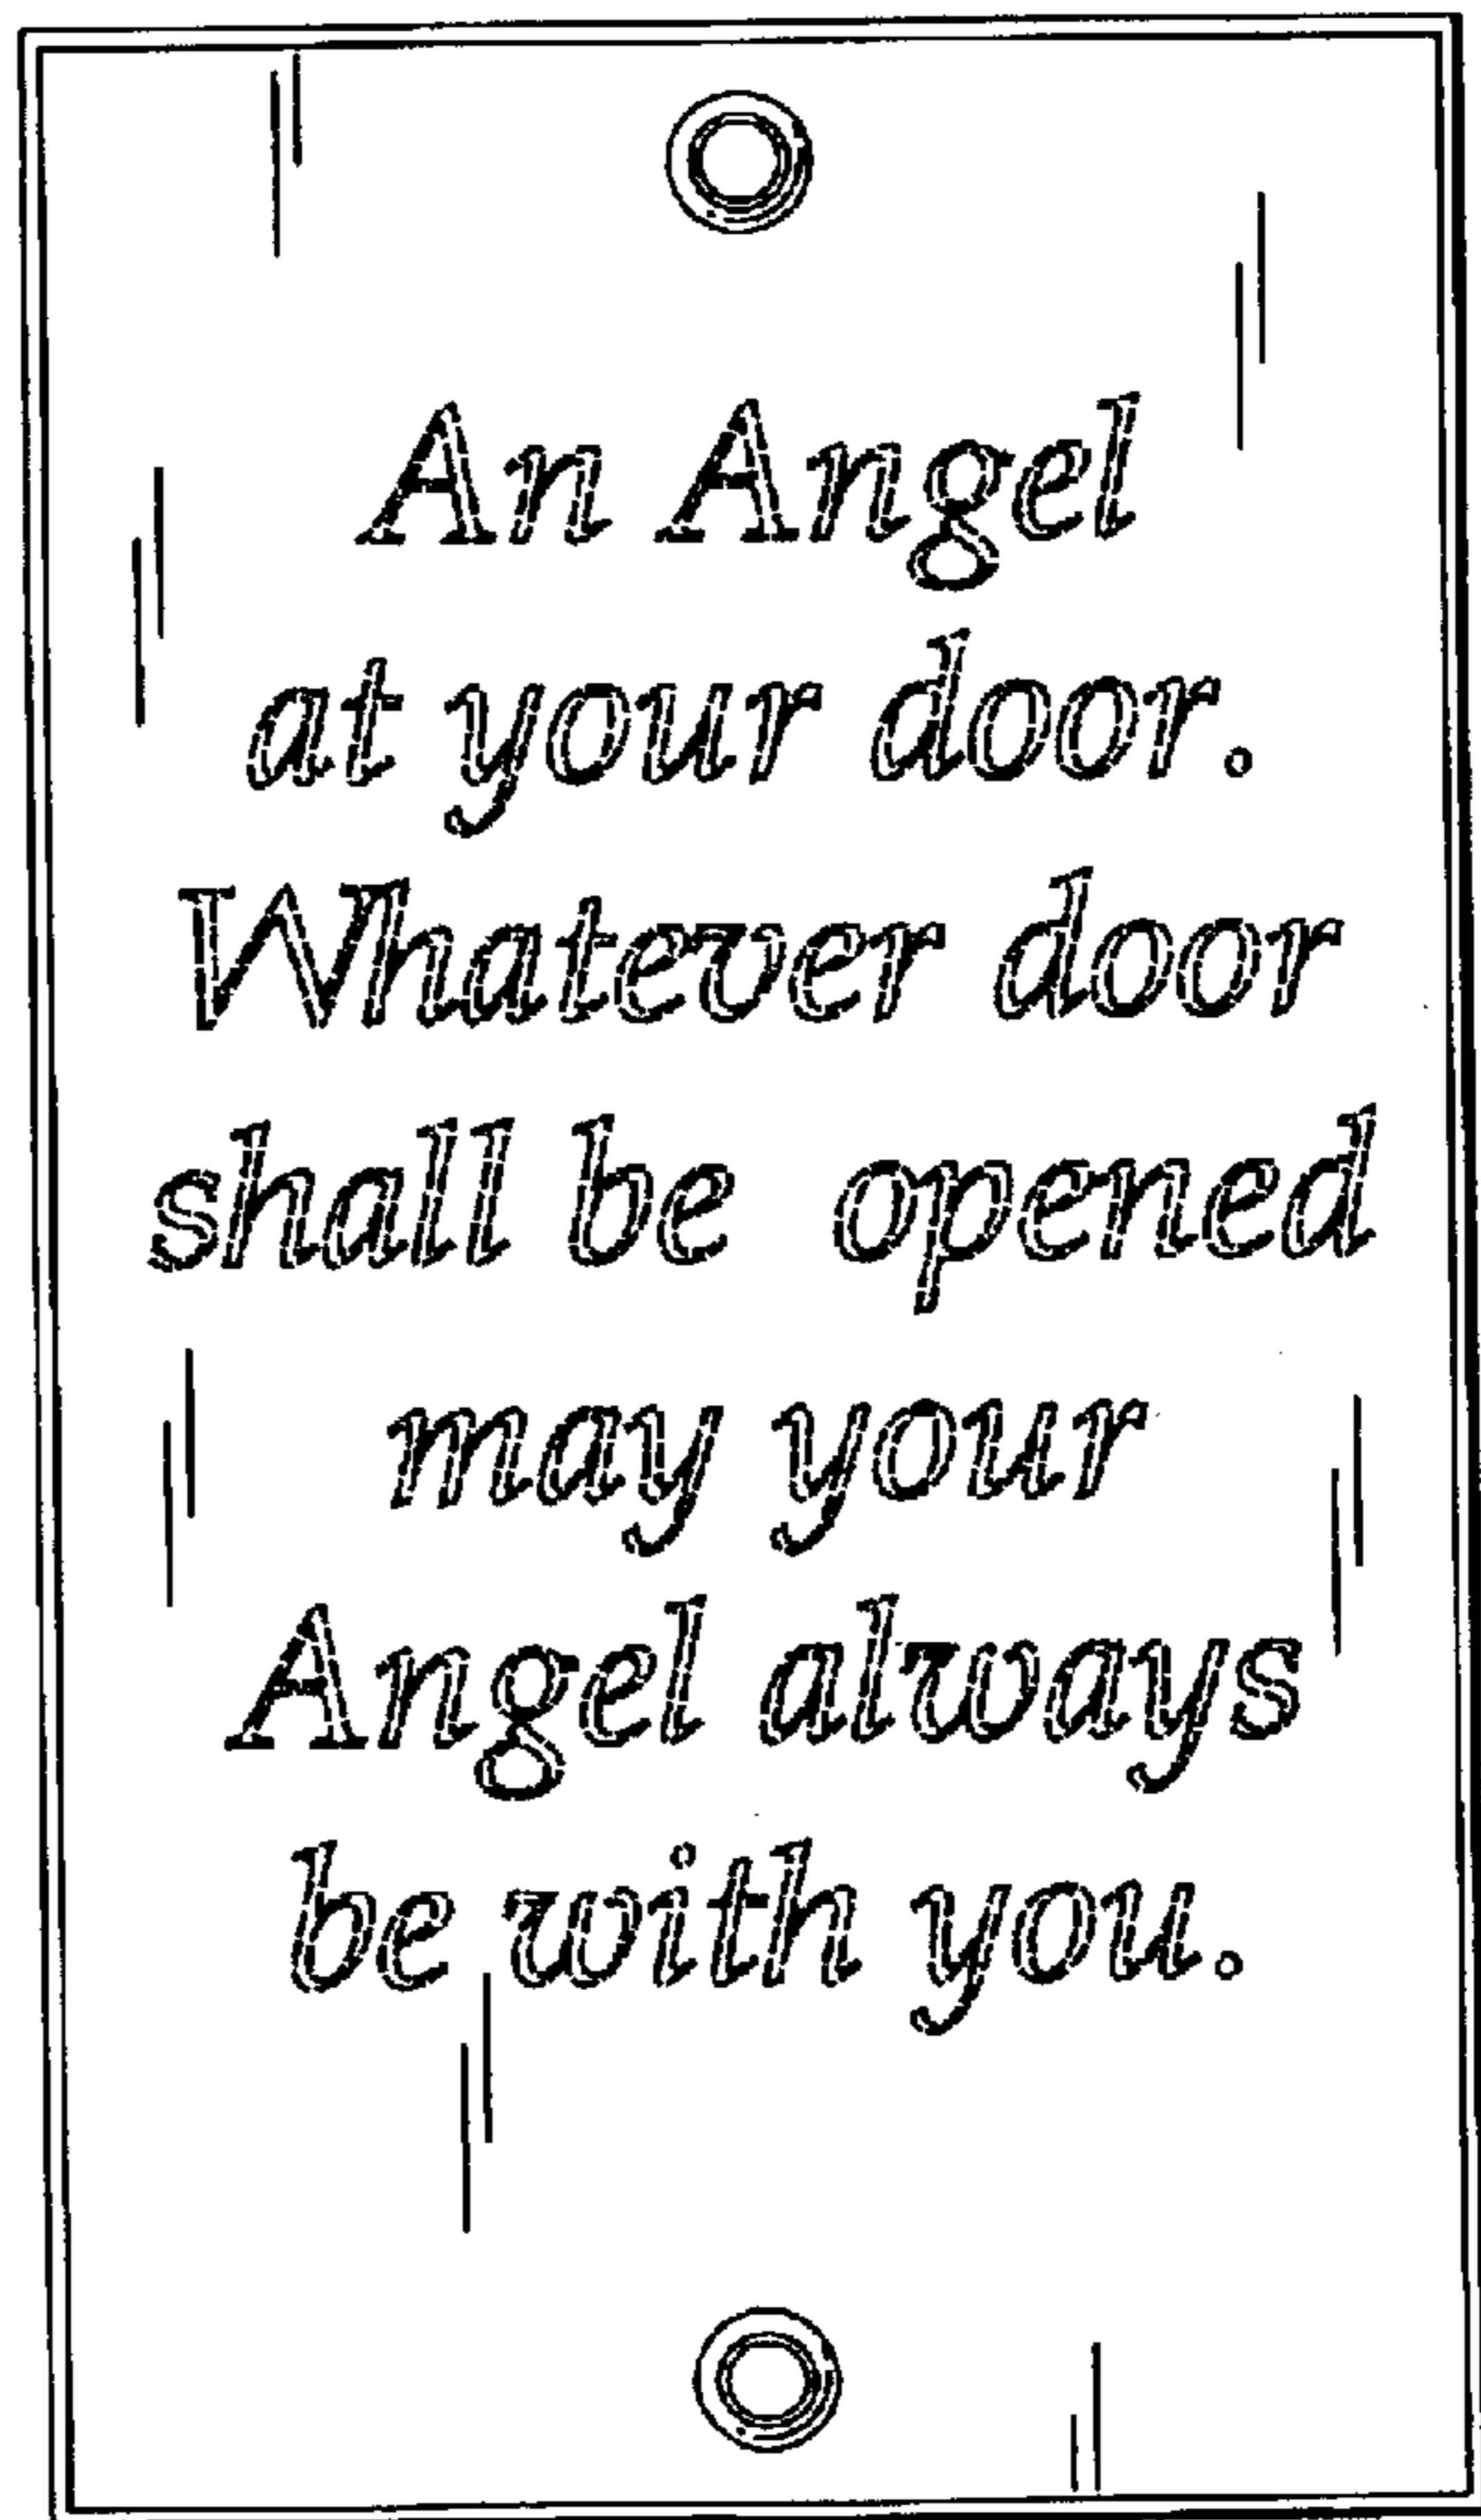 An Angel
at your door.
Whatever door
shall be opened
may your
Angel always
be with you.